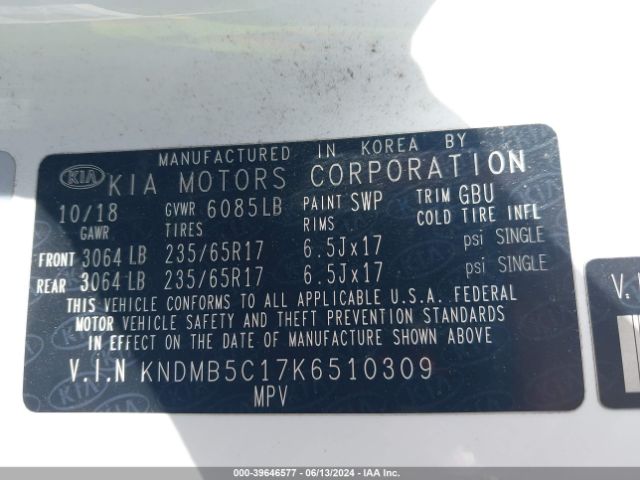 MANUFACTURED IN KOREA BY
KIA KIA MOTORS CORPORATION
10/18 GVWR 6085LB PAINT SWP TRIM GBU
GAWR TIRES RIMS COLD TIRE INFL
FRONT 3064 LB 235/65R17 6.5Jx17 psi SINGLE
REAR 3064 LB 235/65R17 6.5Jx17 psi SINGLE
THIS VEHICLE CONFORMS TO ALL APPLICABLE U.S.A. FEDERAL
MOTOR VEHICLE SAFETY AND THEFT PREVENTION STANDARDS
IN EFFECT ON THE DATE OF MANUFACTURE SHOWN ABOVE
V.I.N KNDMB5C17K6510309
MPV
V.
CONNECTION: 000-39646577 - 06/13/2024 - IAAI.COM